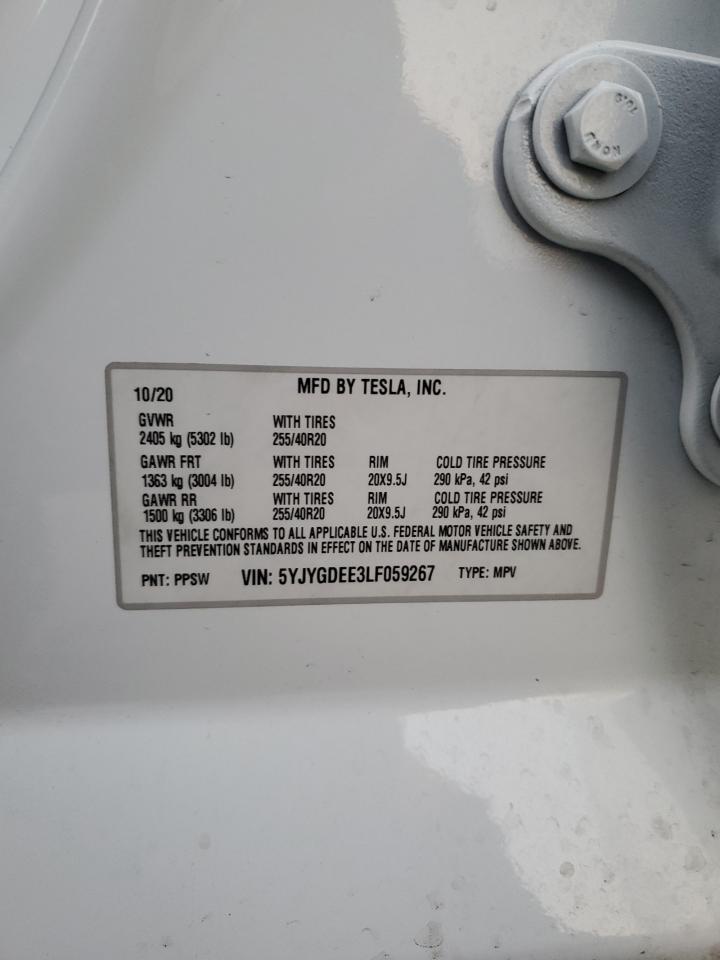 10.9
KONU
10/20 MFD BY TESLA, INC.
GVWR WITH TIRES
2405 kg (5302 lb) 255/40R20
GAWR FRT WITH TIRES RIM COLD TIRE PRESSURE
1363 kg (3004 lb) 255/40R20 20X9.5J 290 kPa, 42 psi
GAWR RR WITH TIRES RIM COLD TIRE PRESSURE
1500 kg (3306 lb) 255/40R20 20X9.5J 290 kPa, 42 psi
THIS VEHICLE CONFORMS TO ALL APPLICABLE U.S. FEDERAL MOTOR VEHICLE SAFETY AND
THEFT PREVENTION STANDARDS IN EFFECT ON THE DATE OF MANUFACTURE SHOWN ABOVE.
PNT: PPSW VIN: 5YJYGDEE3LF059267 TYPE: MPV